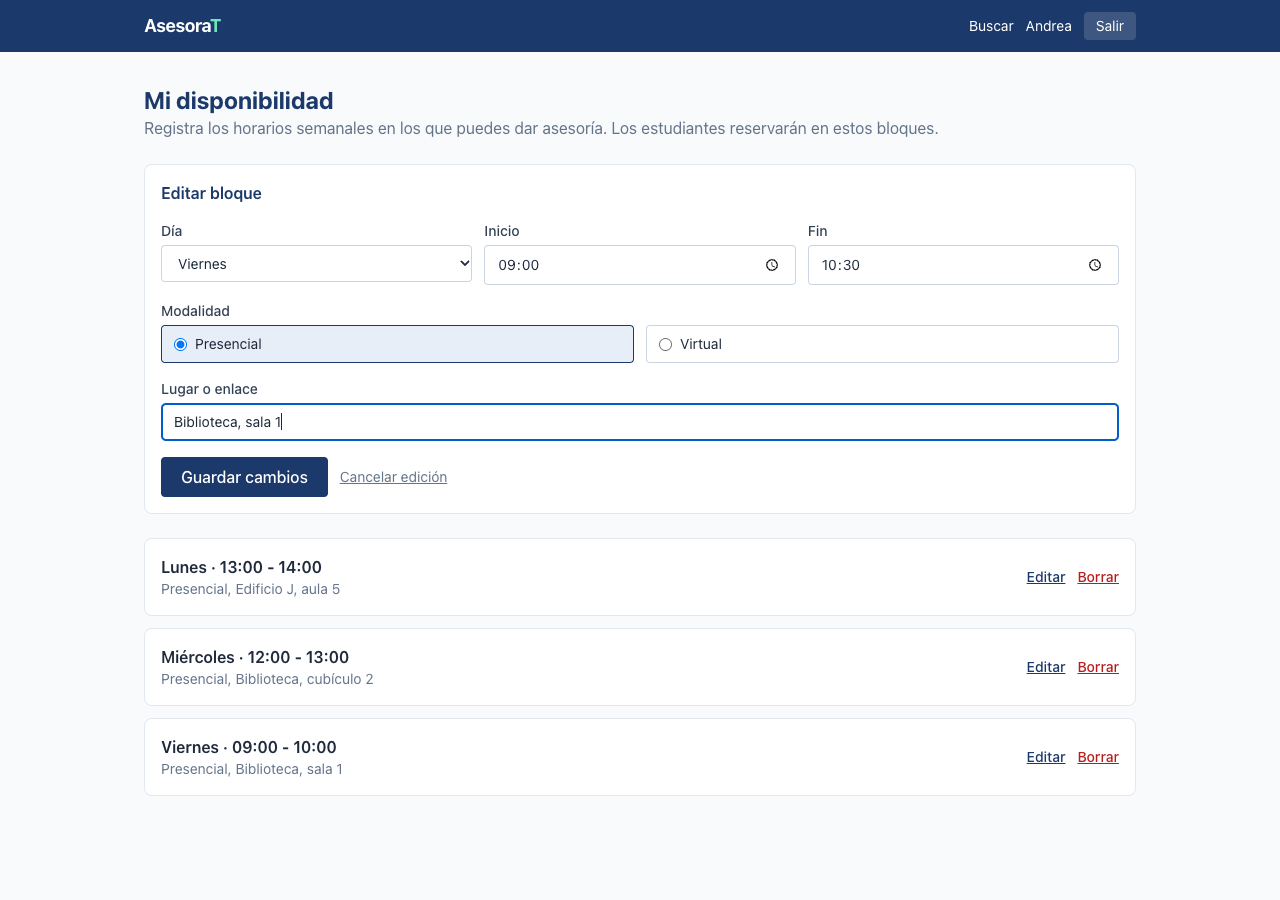 AsesoraT
Buscar Andrea Salir
Mi disponibilidad
Registra los horarios semanales en los que puedes dar asesoría. Los estudiantes reservarán en estos bloques.
Editar bloque
Día Inicio Fin
Viernes 09:00 10:30
Modalidad
Presencial Virtual
Lugar o enlace
Biblioteca, sala 1
Guardar cambios Cancelar edición
Lunes · 13:00 - 14:00
Presencial, Edificio J, aula 5
Editar Borrar
Miércoles · 12:00 - 13:00
Presencial, Biblioteca, cubículo 2
Editar Borrar
Viernes · 09:00 - 10:00
Presencial, Biblioteca, sala 1
Editar Borrar